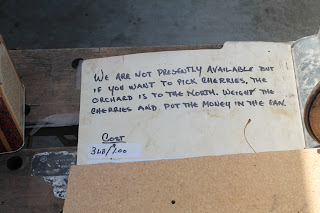 WE ARE NOT PRESENTLY AVAILABLE BUT
IF YOU WANT TO PICK CHERRIES, THE
ORCHARD IS TO THE NORTH. WEIGHT THE
CHERRIES AND PUT THE MONEY IN THE CAN.
COST
3 LB/1.00